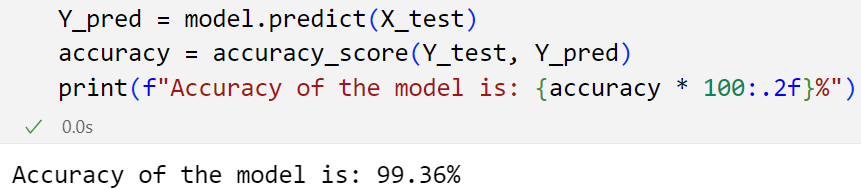 Y_pred = model.predict(X_test)
accuracy = accuracy_score(Y_test, Y_pred)
print(f"Accuracy of the model is: {accuracy * 100:.2f}%")
0.0s
Accuracy of the model is: 99.36%